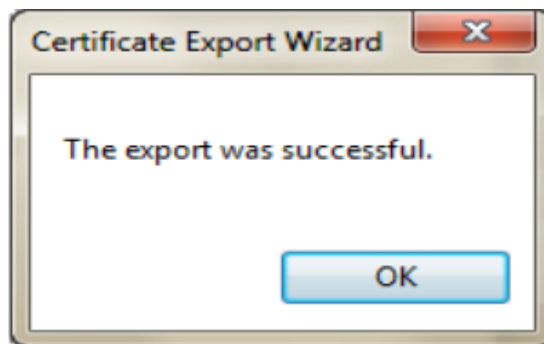 Certificate Export Wizard
The export was successful.
OK